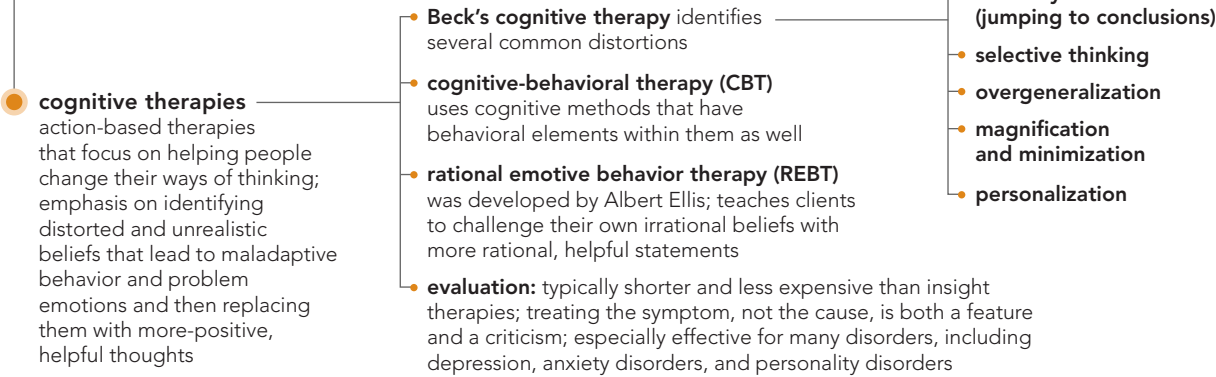 cognitive therapies
action-based therapies
that focus on helping people
change their ways of thinking;
emphasis on identifying
distorted and unrealistic
beliefs that lead to maladaptive
behavior and problem
emotions and then replacing
them with more-positive,
helpful thoughts
Beck's cognitive therapy identifies
several common distortions
cognitive-behavioral therapy (CBT)
uses cognitive methods that have
behavioral elements within them as well
rational emotive behavior therapy (REBT)
was developed by Albert Ellis; teaches clients
to challenge their own irrational beliefs with
more rational, helpful statements
evaluation: typically shorter and less expensive than insight
therapies; treating the symptom, not the cause, is both a feature
and a criticism; especially effective for many disorders, including
depression, anxiety disorders, and personality disorders
(jumping to conclusions)
selective thinking
overgeneralization
magnification
and minimization
personalization